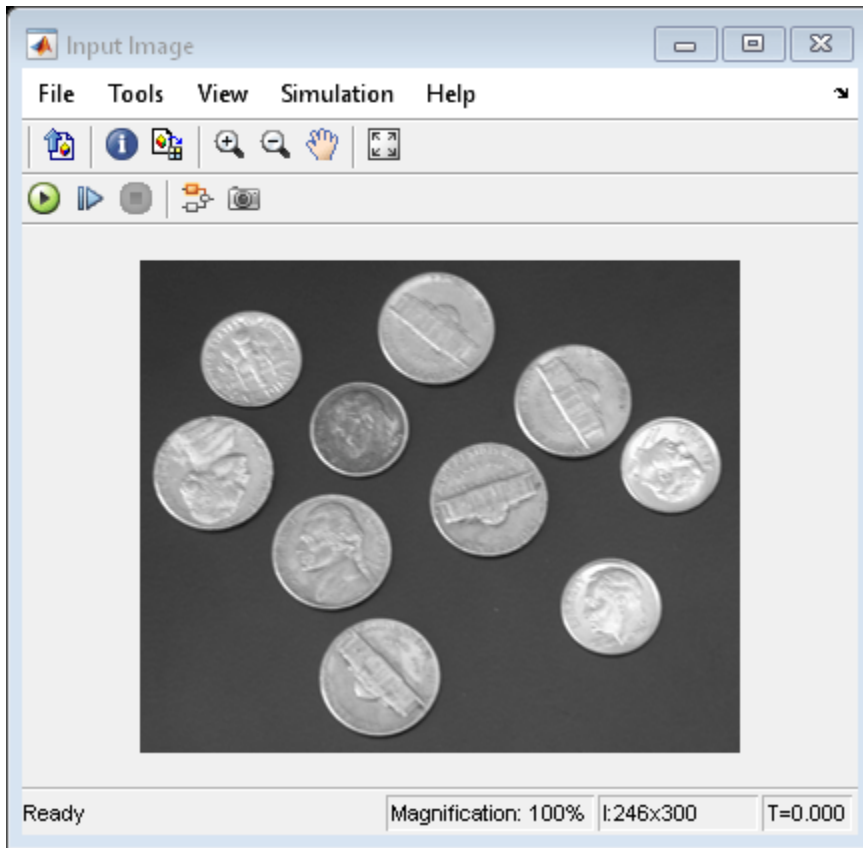 Input Image
File Tools View Simulation Help
Ready Magnification: 100% I:246x300 T=0.000